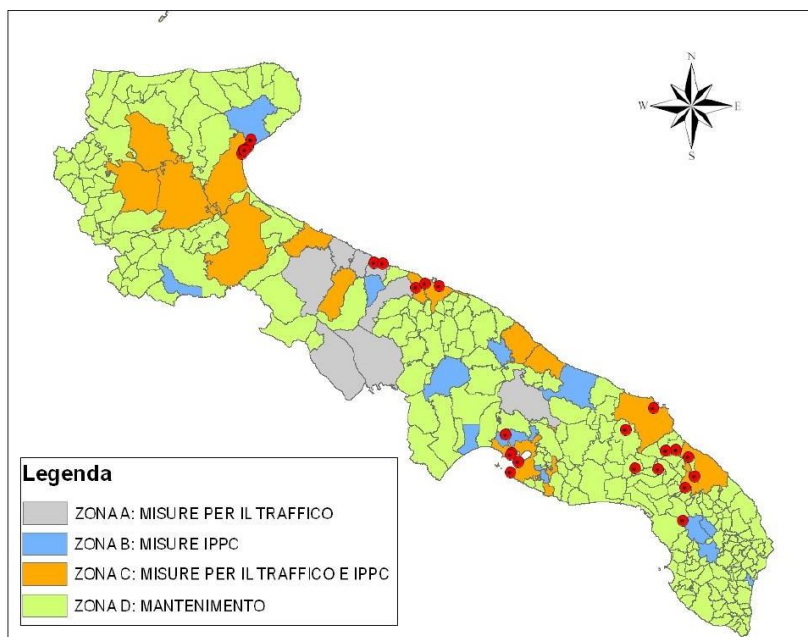 N
W E
S
Legenda
ZONA A: MISURE PER IL TRAFFICO
ZONA B: MISURE IPPC
ZONA C: MISURE PER IL TRAFFICO E IPPC
ZONA D: MANTENIMENTO